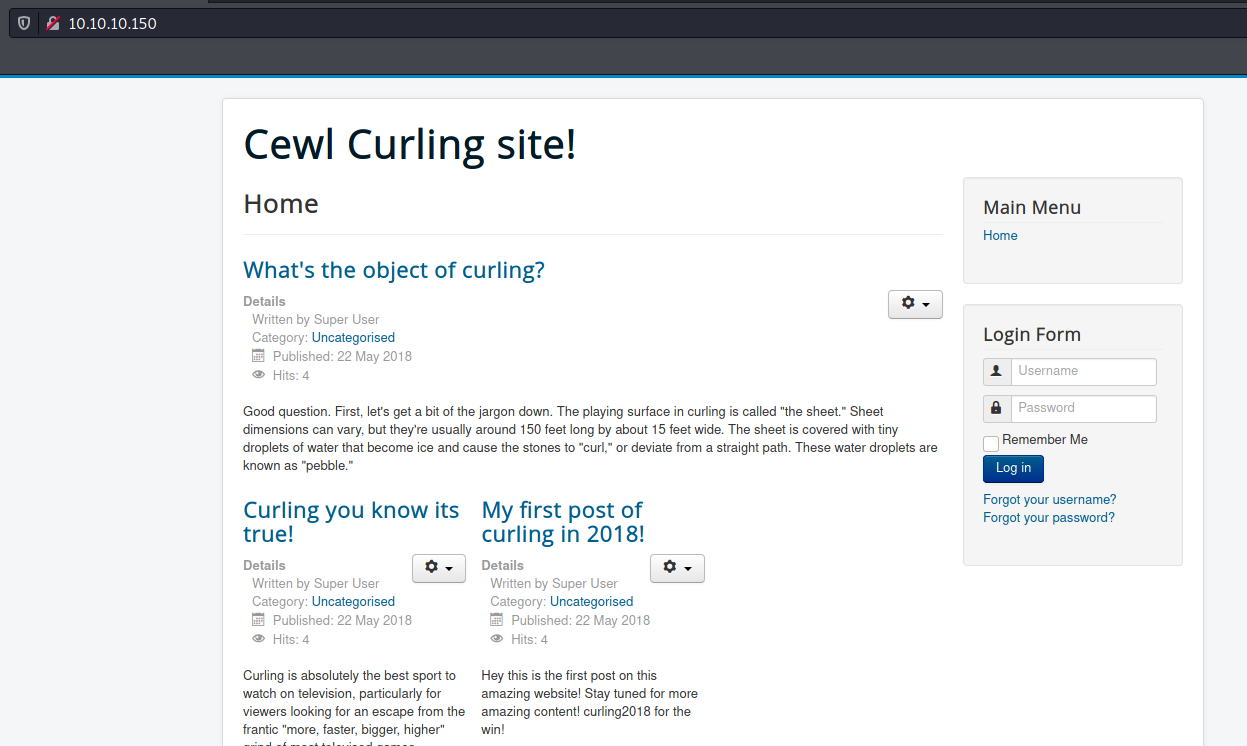 10.10.10.150
Cewl Curling site!
Home
What's the object of curling?
Details
Written by Super User
Category: Uncategorised
Published: 22 May 2018
Hits: 4
Good question. First, let's get a bit of the jargon down. The playing surface in curling is called "the sheet." Sheet
dimensions can vary, but they're usually around 150 feet long by about 15 feet wide. The sheet is covered with tiny
droplets of water that become ice and cause the stones to "curl," or deviate from a straight path. These water droplets are
known as "pebble."
Curling you know its
true!
Details
Written by Super User
Category: Uncategorised
Published: 22 May 2018
Hits: 4
Curling is absolutely the best sport to
watch on television, particularly for
viewers looking for an escape from the
frantic "more, faster, bigger, higher"
grind of most televised games
My first post of
curling in 2018!
Details
Written by Super User
Category: Uncategorised
Published: 22 May 2018
Hits: 4
Hey this is the first post on this
amazing website! Stay tuned for more
amazing content! curling2018 for the
win!
Main Menu
Home
Login Form
Username
Password
Remember Me
Log in
Forgot your username?
Forgot your password?